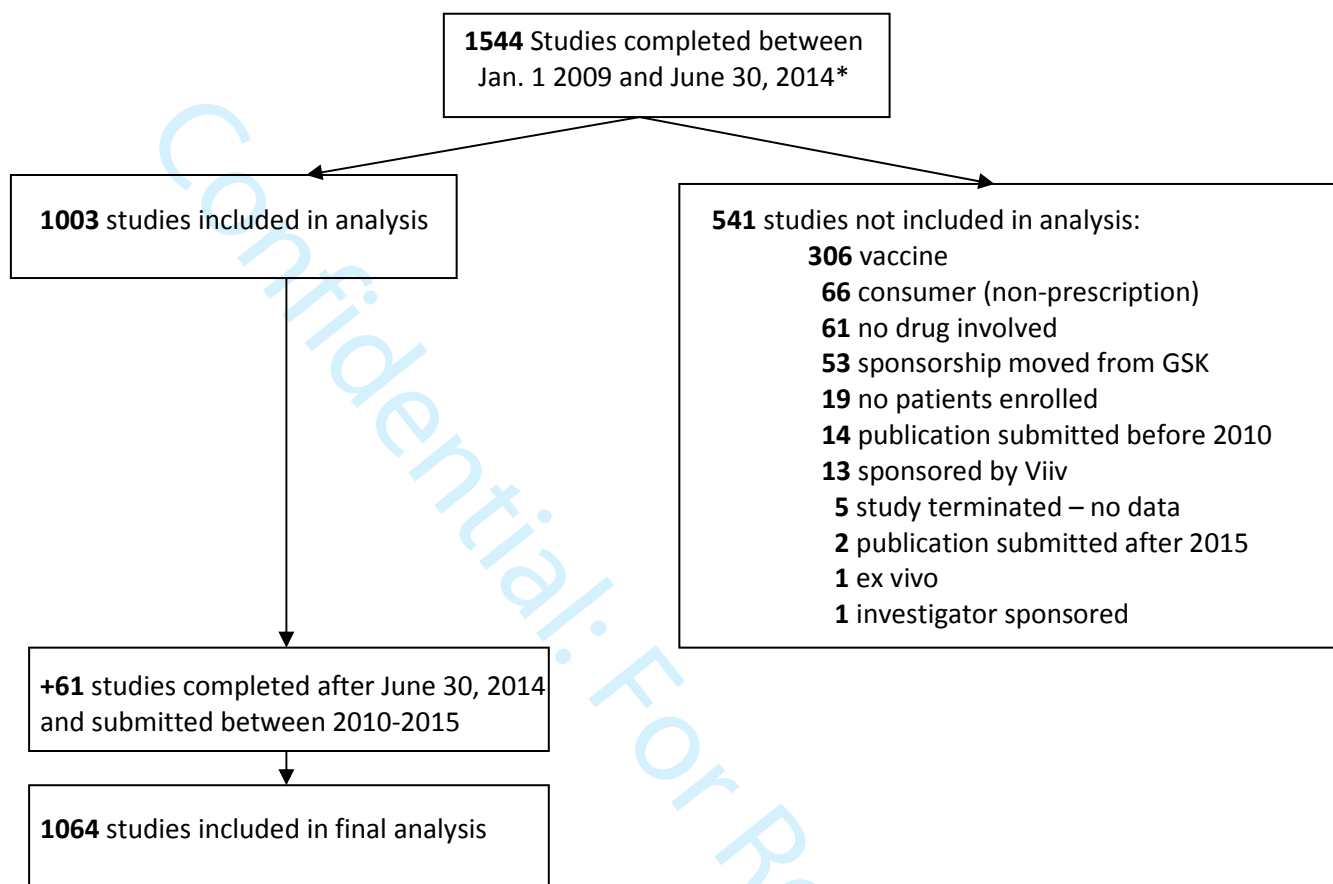 1544 Studies completed between
Jan. 1 2009 and June 30, 2014*
1003 studies included in analysis
541 studies not included in analysis:
306 vaccine
66 consumer (non-prescription)
61 no drug involved
53 sponsorship moved from GSK
19 no patients enrolled
14 publication submitted before 2010
13 sponsored by Viiv
5 study terminated – no data
2 publication submitted after 2015
1 ex vivo
1 investigator sponsored
+61 studies completed after June 30, 2014
and submitted between 2010-2015
1064 studies included in final analysis
Confidential: For